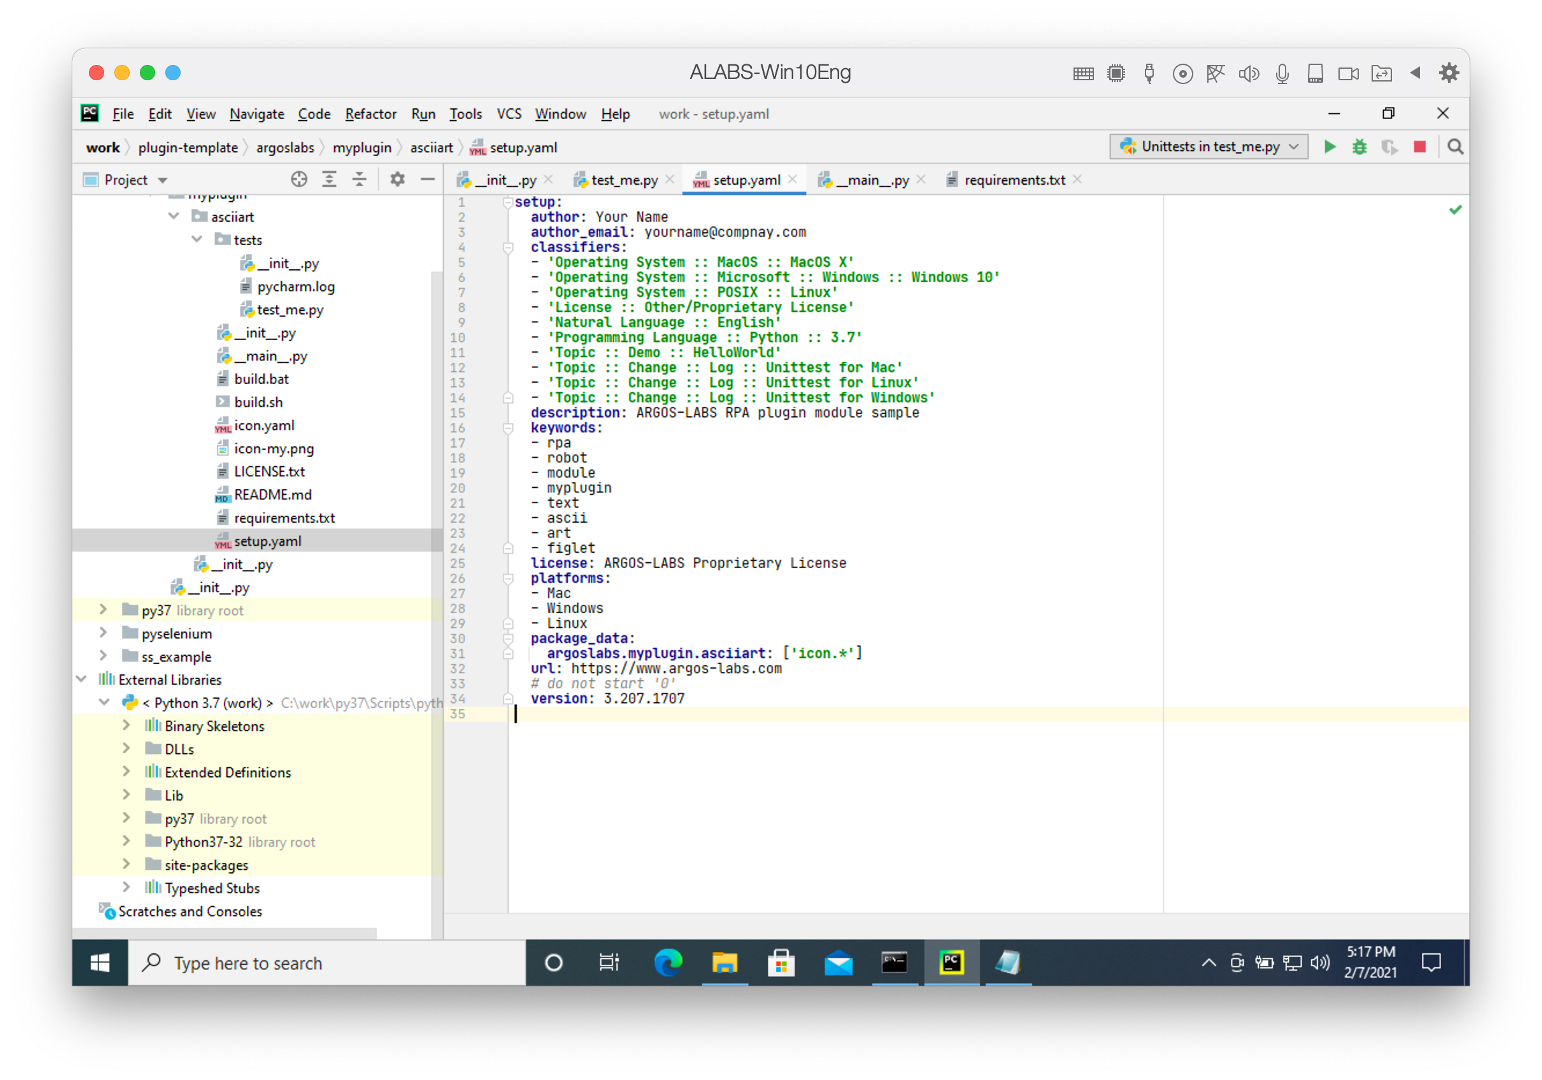 ALABS-Win10Eng
PC File Edit View Navigate Code Refactor Run Tools VCS Window Help work - setup.yaml
work plugin-template argoslabs myplugin asciiart setup.yaml Unittests in test_me.py
Project __init__.py test_me.py setup.yaml __main__.py requirements.txt
myplugin
asciiart
tests
__init__.py
pycharm.log
test_me.py
__init__.py
__main__.py
build.bat
build.sh
icon.yaml
icon-my.png
LICENSE.txt
README.md
requirements.txt
setup.yaml
__init__.py
__init__.py
py37 library root
pyselenium
ss_example
External Libraries
< Python 3.7 (work) > C:\work\py37\Scripts\pyth
Binary Skeletons
DLLs
Extended Definitions
Lib
py37 library root
Python37-32 library root
site-packages
Typeshed Stubs
Scratches and Consoles
1 setup:
2 author: Your Name
3 author_email: yourname@compnay.com
4 classifiers:
5 - 'Operating System :: MacOS :: MacOS X'
6 - 'Operating System :: Microsoft :: Windows :: Windows 10'
7 - 'Operating System :: POSIX :: Linux'
8 - 'License :: Other/Proprietary License'
9 - 'Natural Language :: English'
10 - 'Programming Language :: Python :: 3.7'
11 - 'Topic :: Demo :: HelloWorld'
12 - 'Topic :: Change :: Log :: Unittest for Mac'
13 - 'Topic :: Change :: Log :: Unittest for Linux'
14 - 'Topic :: Change :: Log :: Unittest for Windows'
15 description: ARGOS-LABS RPA plugin module sample
16 keywords:
17 - rpa
18 - robot
19 - module
20 - myplugin
21 - text
22 - ascii
23 - art
24 - figlet
25 license: ARGOS-LABS Proprietary License
26 platforms:
27 - Mac
28 - Windows
29 - Linux
30 package_data:
31 argoslabs.myplugin.asciiart: ['icon.*']
32 url: https://www.argos-labs.com
33 # do not start '0'
34 version: 3.207.1707
35
Type here to search
PC
5:17 PM
2/7/2021